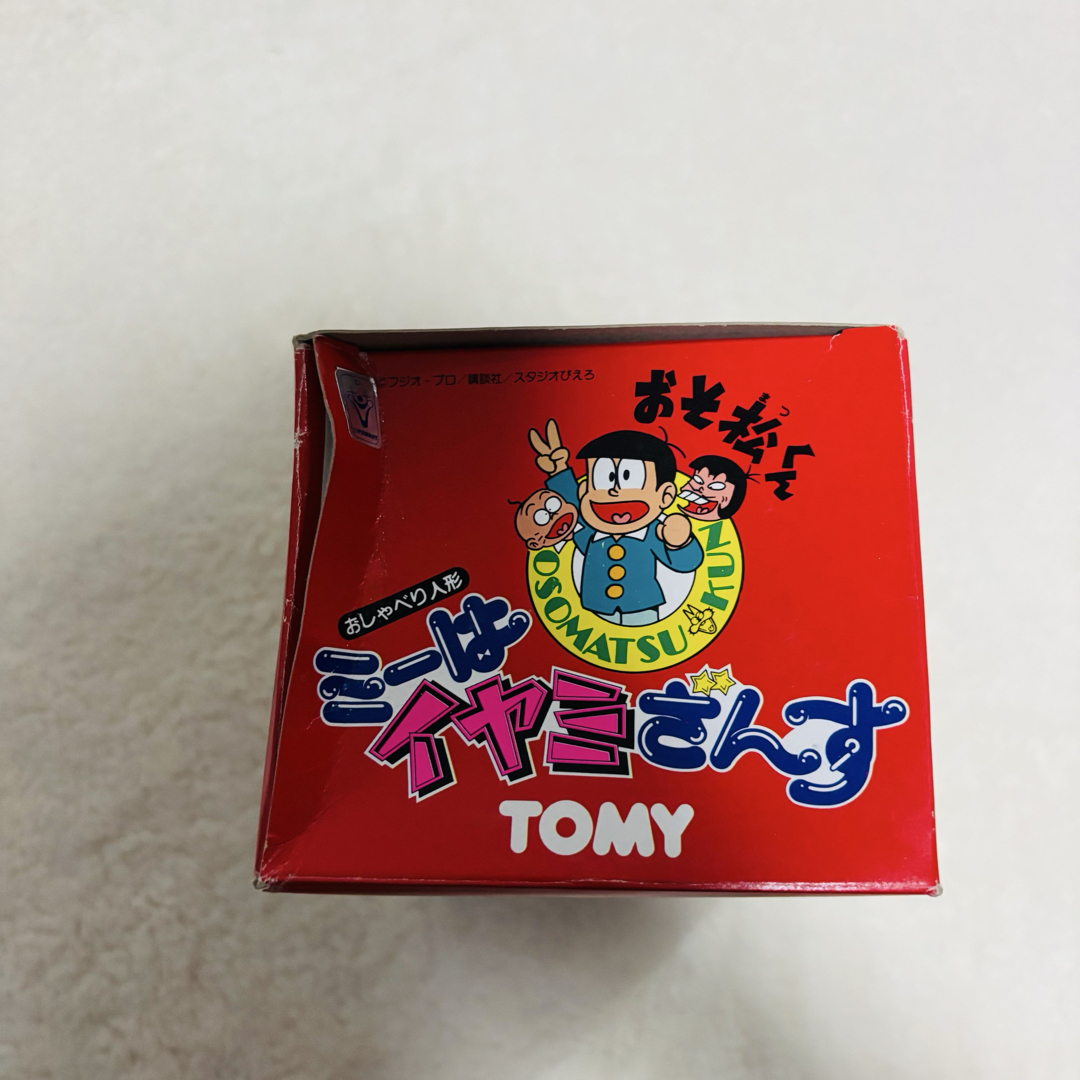 ©フジオ・プロ/講談社/スタジオぴえろ
おそ松くん
まつ
OSOMATSU KUN
おしゃべり人形
ミーは
イヤミざんす
TOMY